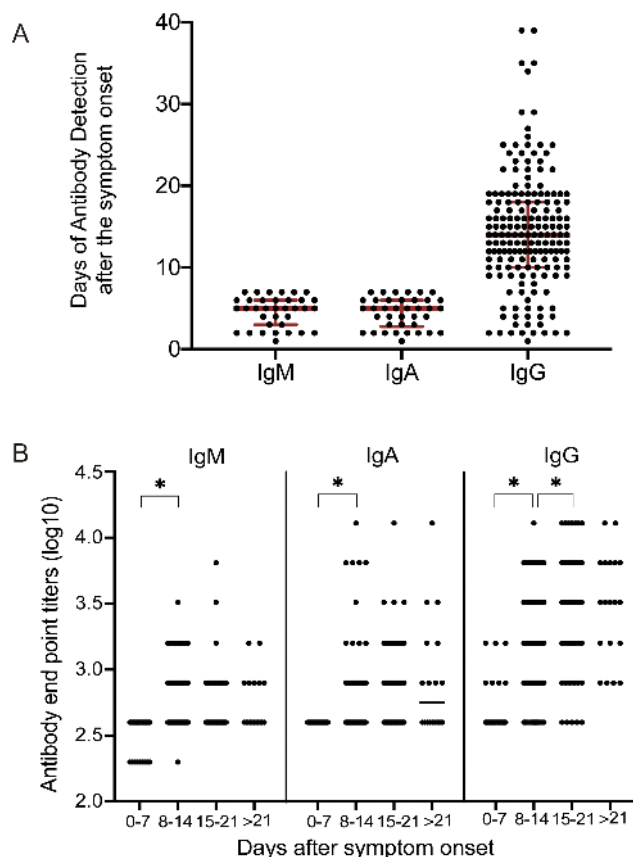 A
Days of Antibody Detection
after the symptom onset
40
30
20
10
0
IgM IgA IgG
B
IgM IgA IgG
Antibody end point titers (log10)
4.5
4.0
3.5
3.0
2.5
2.0
* * * *
0-7 8-14 15-21 >21 0-7 8-14 15-21 >21 0-7 8-14 15-21 >21
Days after symptom onset